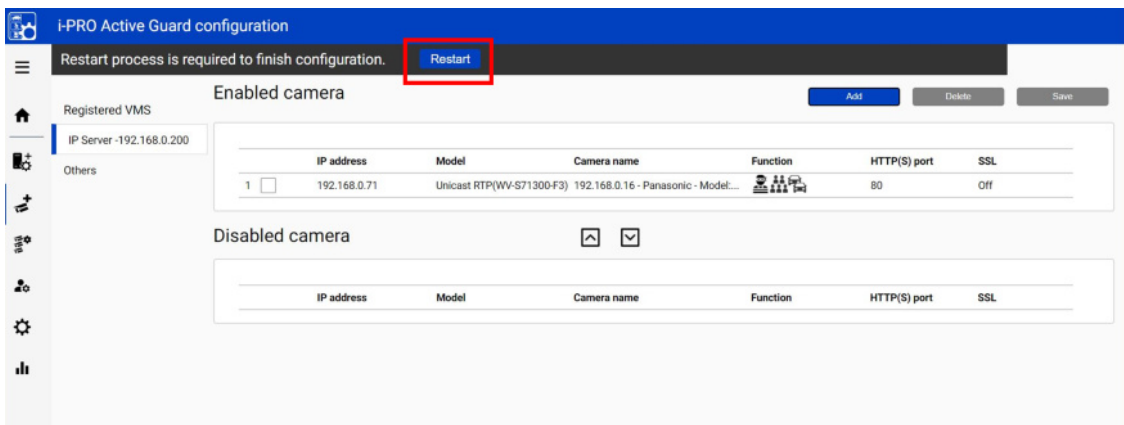 i-PRO Active Guard configuration
Restart process is required to finish configuration. Restart
Registered VMS
IP Server -192.168.0.200
Others
Enabled camera
Add Delete Save
IP address Model Camera name Function HTTP(S) port SSL
1 192.168.0.71 Unicast RTP(WV-S71300-F3) 192.168.0.16 - Panasonic - Model:... 80 Off
Disabled camera
IP address Model Camera name Function HTTP(S) port SSL